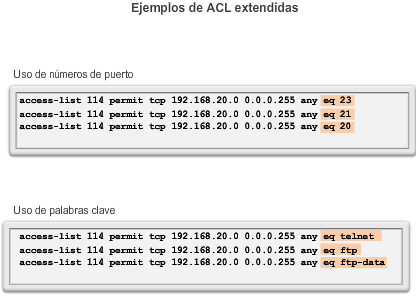 Ejemplos de ACL extendidas
Uso de números de puerto
access-list 114 permit tcp 192.168.20.0 0.0.0.255 any eq 23
access-list 114 permit tcp 192.168.20.0 0.0.0.255 any eq 21
access-list 114 permit tcp 192.168.20.0 0.0.0.255 any eq 20
Uso de palabras clave
access-list 114 permit tcp 192.168.20.0 0.0.0.255 any eq telnet
access-list 114 permit tcp 192.168.20.0 0.0.0.255 any eq ftp
access-list 114 permit tcp 192.168.20.0 0.0.0.255 any eq ftp-data